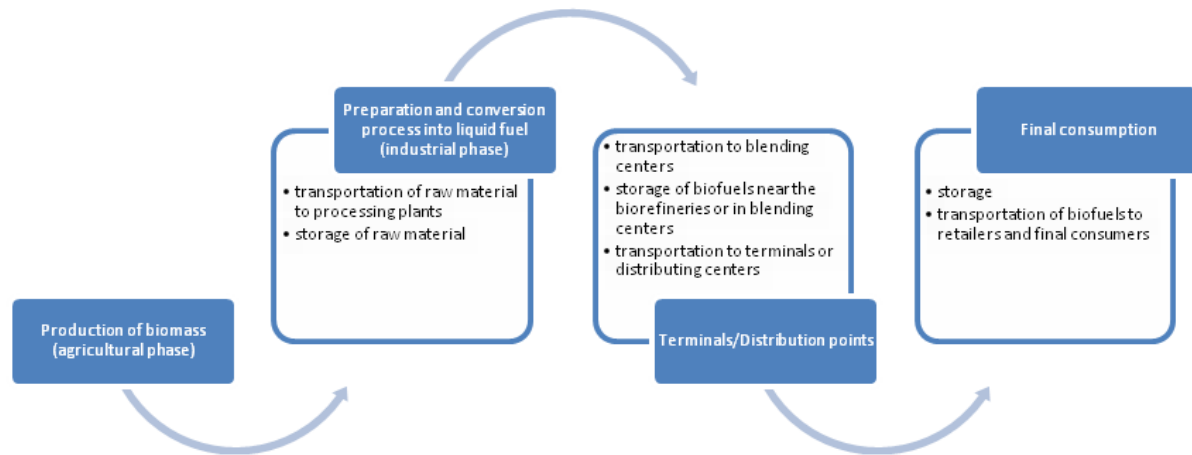 Production of biomass
(agricultural phase)
Preparation and conversion
process into liquid fuel
(industrial phase)
• transportation of raw material
to processing plants
• storage of raw material
• transportation to blending
centers
• storage of biofuels near the
biorefineries or in blending
centers
• transportation to terminals or
distributing centers
Terminals/Distribution points
Final consumption
• storage
• transportation of biofuels to
retailers and final consumers